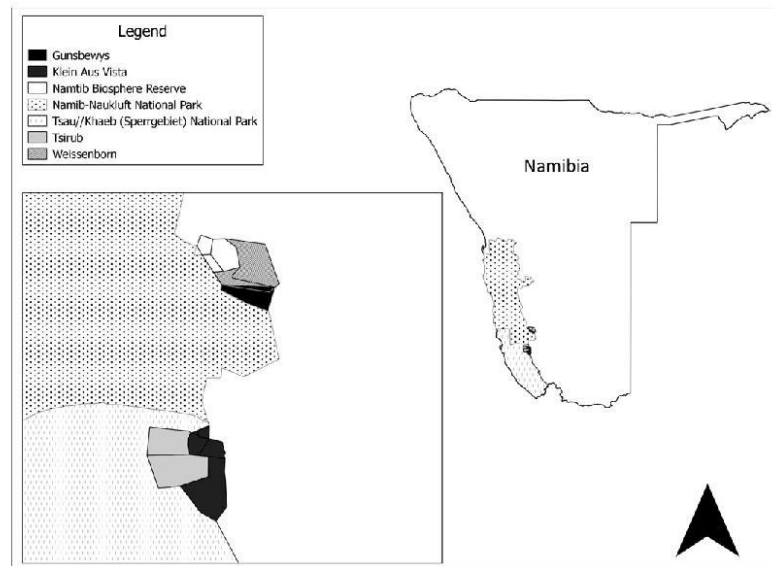 Legend
Gunsbewys
Klein Aus Vista
Namtib Biosphere Reserve
Namib-Naukluft National Park
Tsau//Khaeb (Sperrgebiet) National Park
Tsirub
Weissenborn
Namibia